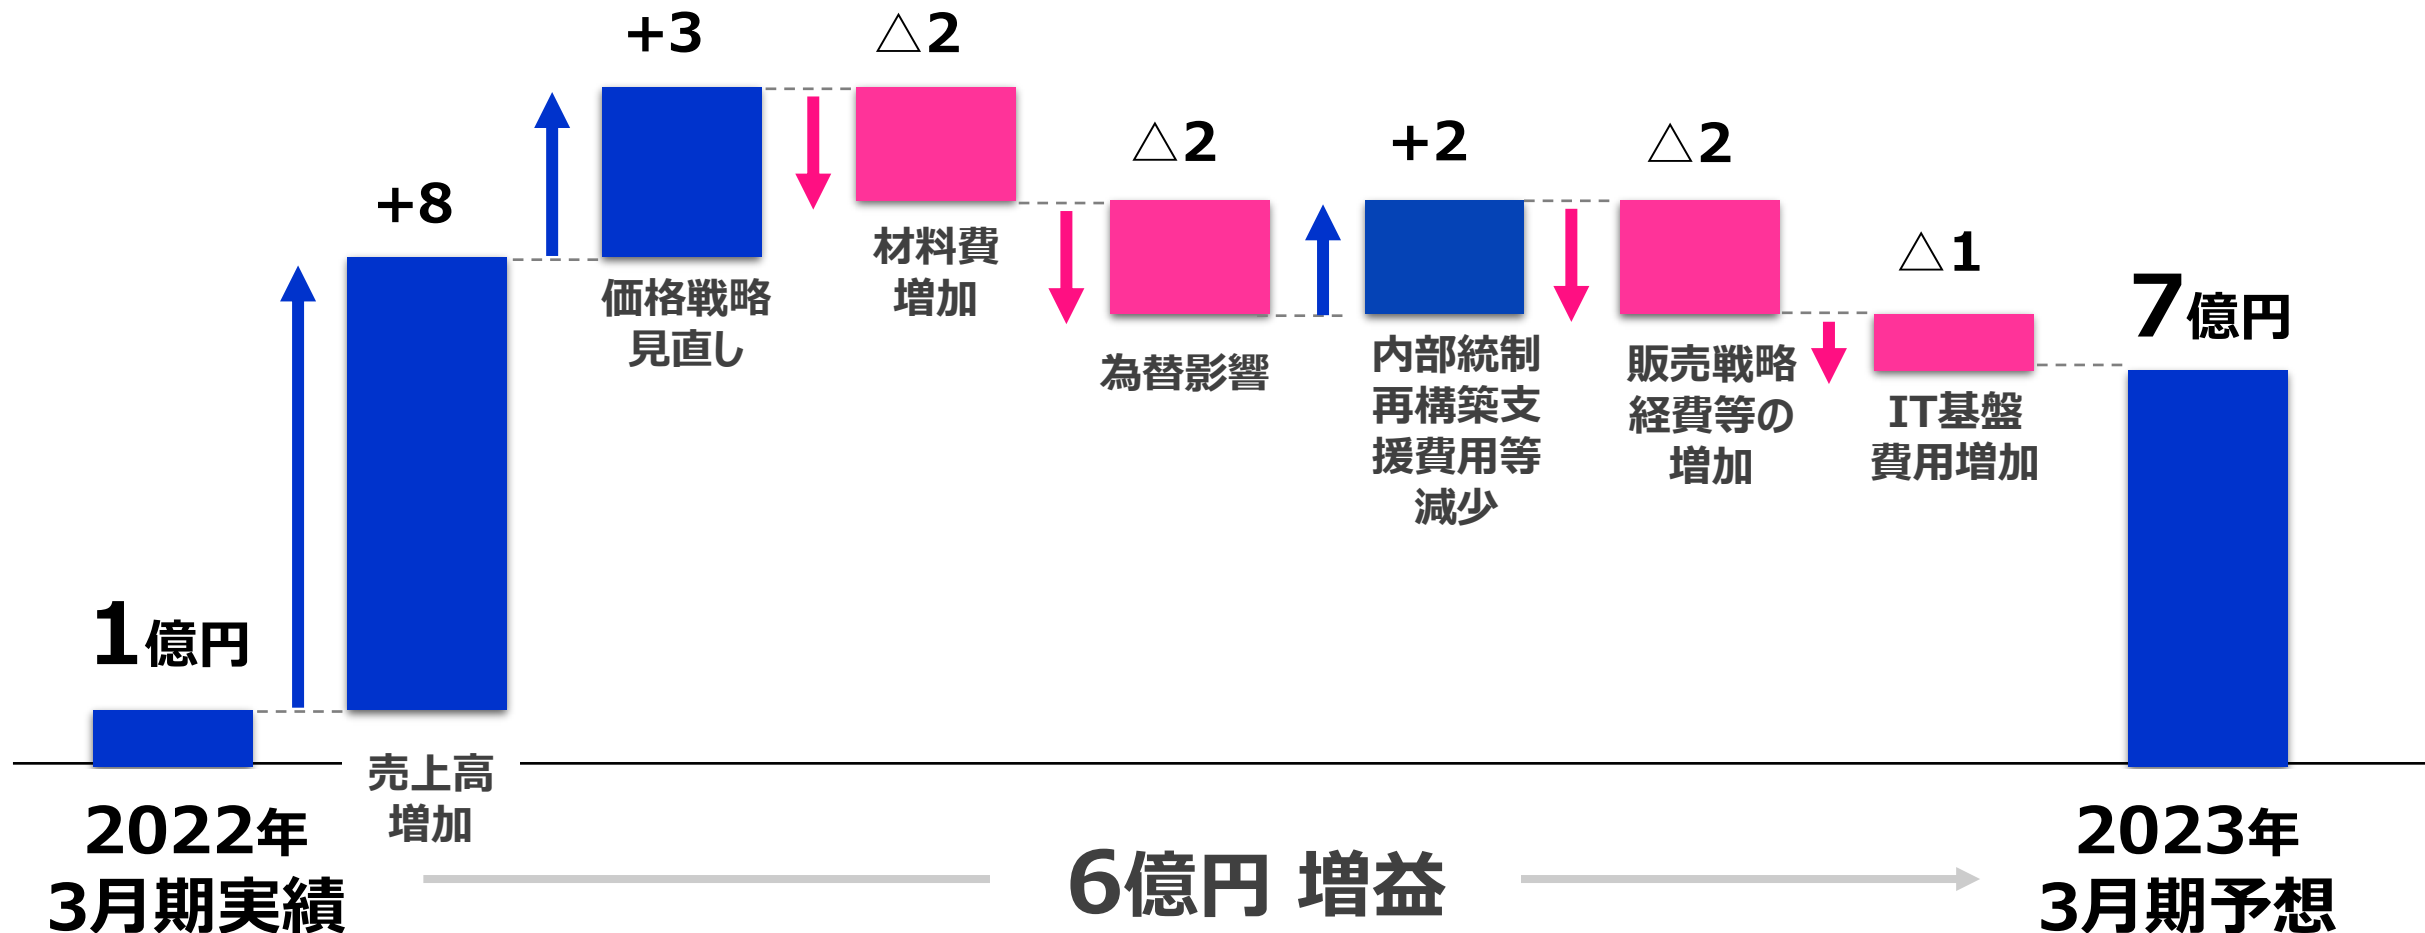 +3
△2
+8
△2
+2
△2
△1
材料費
増加
価格戦略
見直し
為替影響
内部統制
再構築支
援費用等
減少
販売戦略
経費等の
増加
IT基盤
費用増加
7億円
1億円
売上高
増加
2022年
3月期実績
6億円 増益
2023年
3月期予想